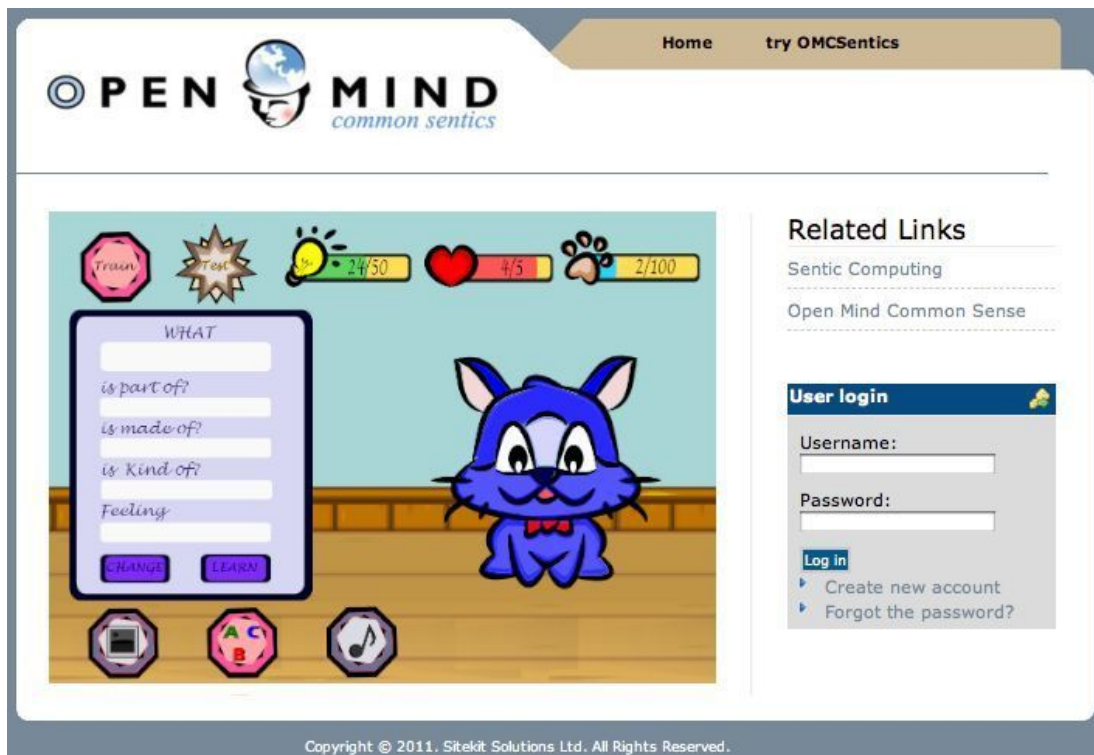 Home try OMCSentics
OPEN MIND
common sentics
Train Test 24/50 4/5 2/100
WHAT
is part of?
is made of?
is Kind of?
Feeling
CHANGE LEARN
A C
B
Related Links
Sentic Computing
Open Mind Common Sense
User login
Username:
Password:
Log in
Create new account
Forgot the password?
Copyright © 2011. Sitekit Solutions Ltd. All Rights Reserved.